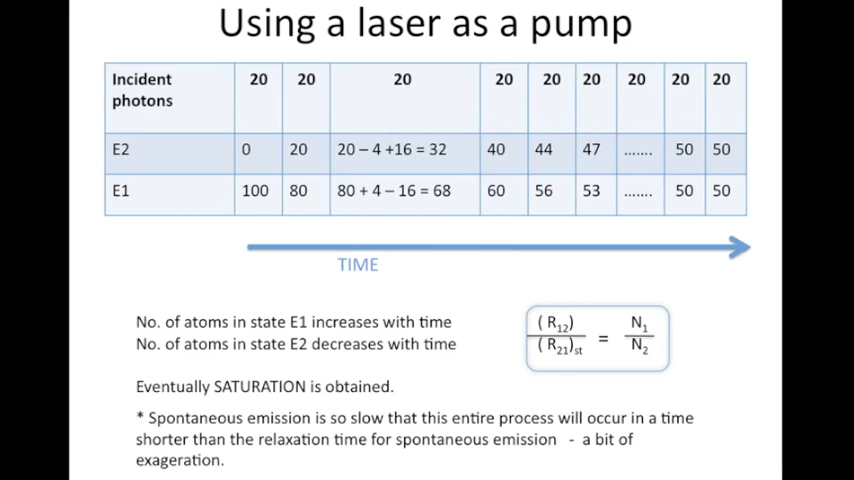 Using a laser as a pump
Incident photons 20 20 20 20 20 20 20 20 20
E2 0 20 20 – 4 +16 = 32 40 44 47 ....... 50 50
E1 100 80 80 + 4 – 16 = 68 60 56 53 ....... 50 50
TIME
No. of atoms in state E1 increases with time
No. of atoms in state E2 decreases with time
( R12) / ( R21)st = N1 / N2
Eventually SATURATION is obtained.
* Spontaneous emission is so slow that this entire process will occur in a time
shorter than the relaxation time for spontaneous emission - a bit of
exageration.